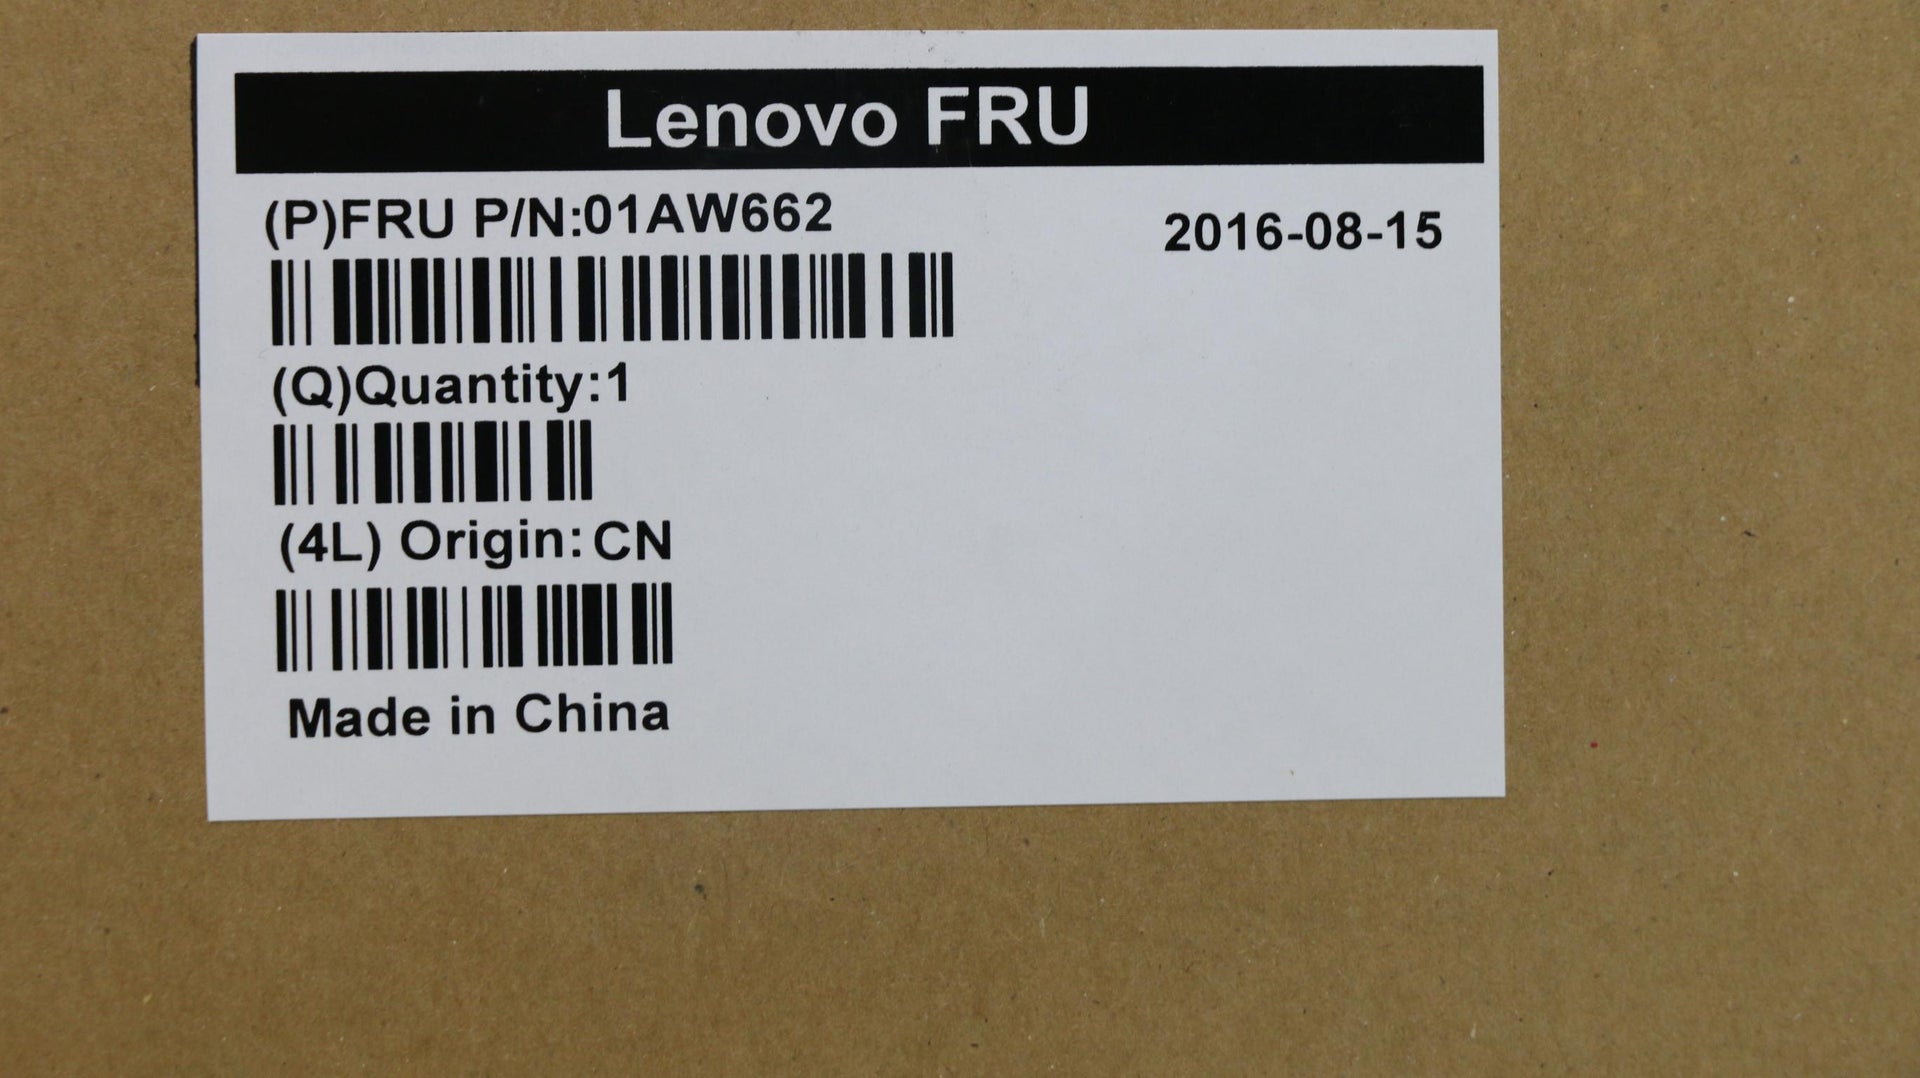 Lenovo FRU
(P)FRU P/N:01AW662
2016-08-15
(Q)Quantity:1
(4L) Origin:CN
Made in China